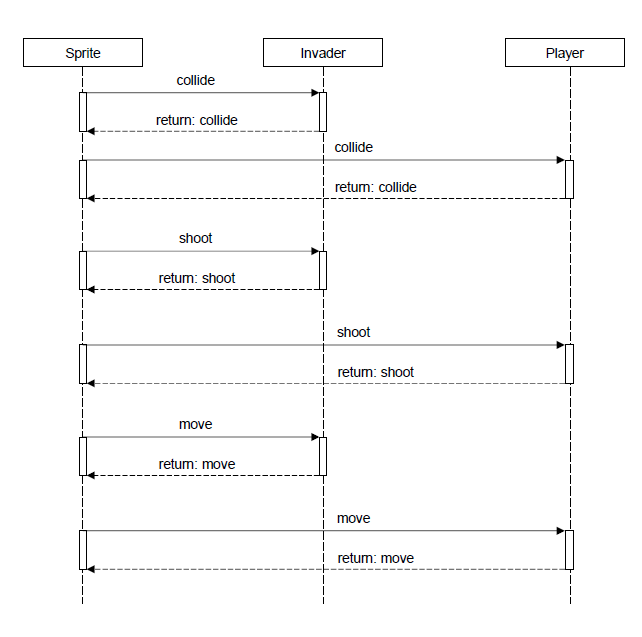 Sprite
Invader
Player
collide
return: collide
collide
return: collide
shoot
return: shoot
shoot
return: shoot
move
return: move
move
return: move